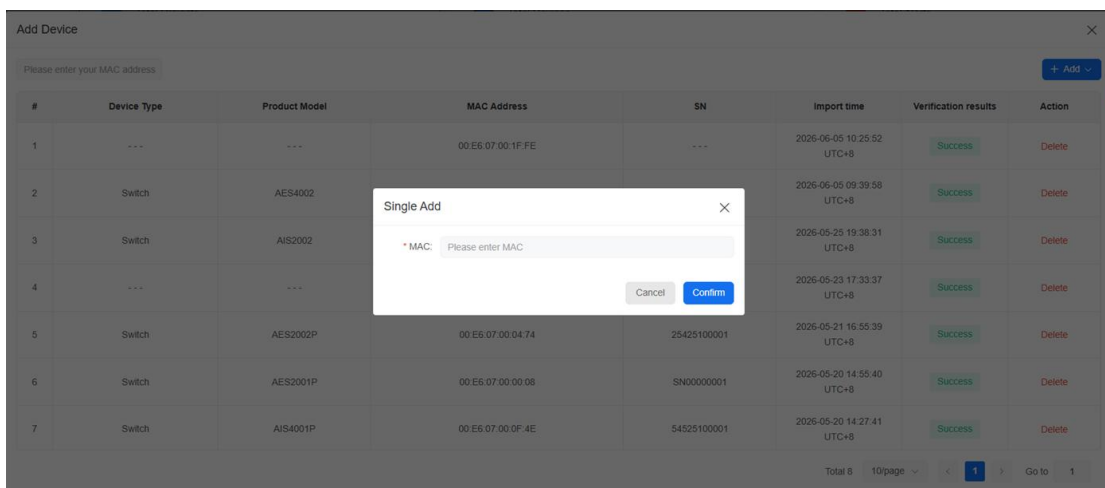 Add Device
Please enter your MAC address
+ Add
# Device Type Product Model MAC Address SN Import time Verification results Action
1 - - - - - - 00:E6:07:00:1F:FE - - - 2026-06-05 10:25:52 Success Delete
UTC+8
2 Switch AES4002 2026-06-05 09:39:58 Success Delete
UTC+8
Single Add
3 Switch AIS2002 2026-05-25 19:38:31 Success Delete
UTC+8
* MAC: Please enter MAC
4 - - - - - - 2026-05-23 17:33:37 Success Delete
UTC+8
Cancel Confirm
5 Switch AES2002P 00:E6:07:00:04:74 25425100001 2026-05-21 16:55:39 Success Delete
UTC+8
6 Switch AES2001P 00:E6:07:00:00:08 SN00000001 2026-05-20 14:55:40 Success Delete
UTC+8
7 Switch AIS4001P 00:E6:07:00:0F:4E 54525100001 2026-05-20 14:27:41 Success Delete
UTC+8
Total 8 10/page < 1 > Go to 1